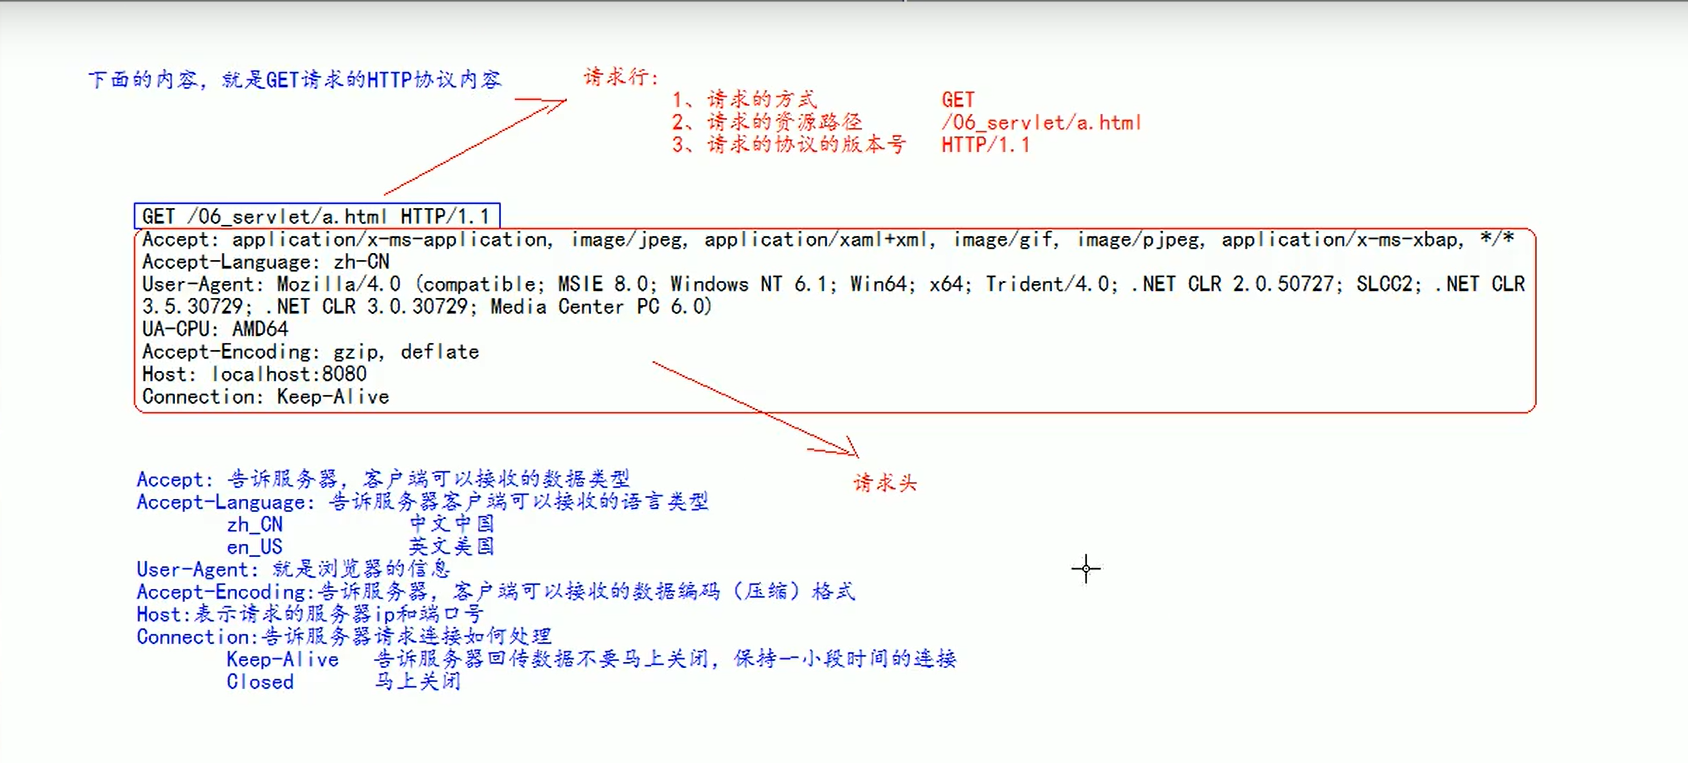 下面的内容，就是GET请求的HTTP协议内容
请求行：
1、请求的方式 GET
2、请求的资源路径 /06_servlet/a.html
3、请求的协议的版本号 HTTP/1.1
GET /06_servlet/a.html HTTP/1.1
Accept: application/x-ms-application, image/jpeg, application/xaml+xml, image/gif, image/pjpeg, application/x-ms-xbap, */*
Accept-Language: zh-CN
User-Agent: Mozilla/4.0 (compatible; MSIE 8.0; Windows NT 6.1; Win64; x64; Trident/4.0; .NET CLR 2.0.50727; SLCC2; .NET CLR
3.5.30729; .NET CLR 3.0.30729; Media Center PC 6.0)
UA-CPU: AMD64
Accept-Encoding: gzip, deflate
Host: localhost:8080
Connection: Keep-Alive
请求头
Accept: 告诉服务器，客户端可以接收的数据类型
Accept-Language: 告诉服务器客户端可以接收的语言类型
zh_CN 中文中国
en_US 英文美国
User-Agent: 就是浏览器的信息
Accept-Encoding:告诉服务器，客户端可以接收的数据编码（压缩）格式
Host:表示请求的服务器ip和端口号
Connection:告诉服务器请求连接如何处理
Keep-Alive 告诉服务器回传数据不要马上关闭，保持一小段时间的连接
Closed 马上关闭